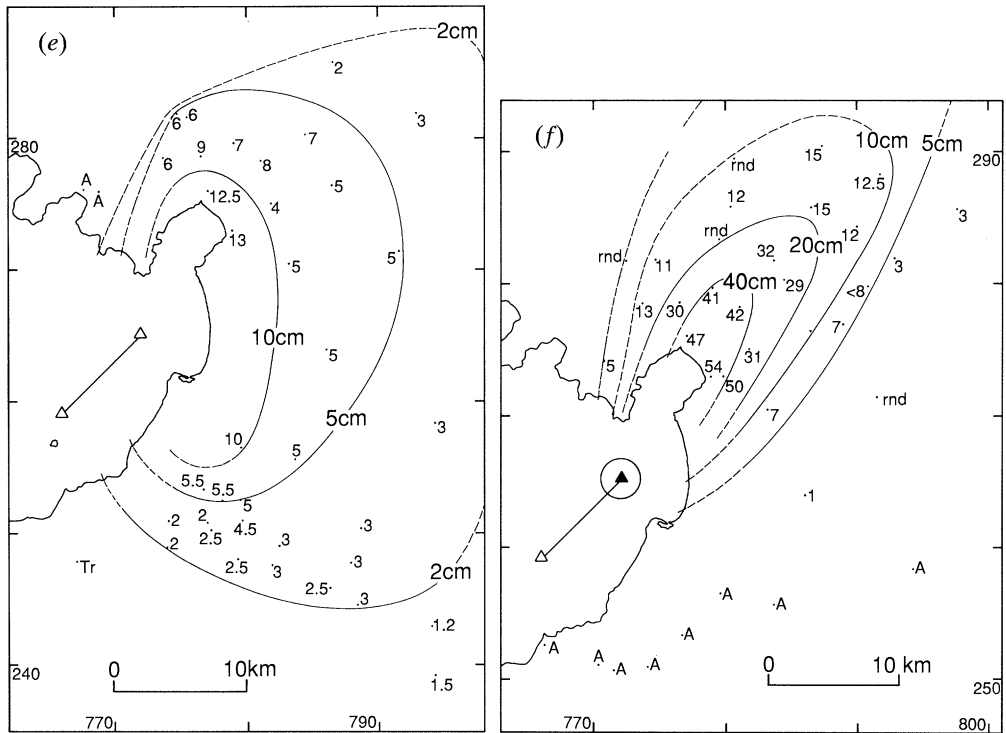 (e)
2cm
2
6
6
3
7
7
280
9
6
8
A
A
5
12.5
4
13
5
5
10cm
5
5cm
3
10
5
5.5
5.5
5
2
2
4.5
3
2
2.5
3
Tr
2.5
3
3
2cm
2.5
3
1.2
0 10km
240
1.5
770 790
(f)
10cm 5cm
290
15
rnd
12.5
12
15
3
rnd
12
32
20cm
rnd
11
3
40cm
29
<8
41
13
30
42
7
47
31
5
54
50
rnd
7
1
A
A
A
A
A
A
A
A
0 10 km
250
770 800